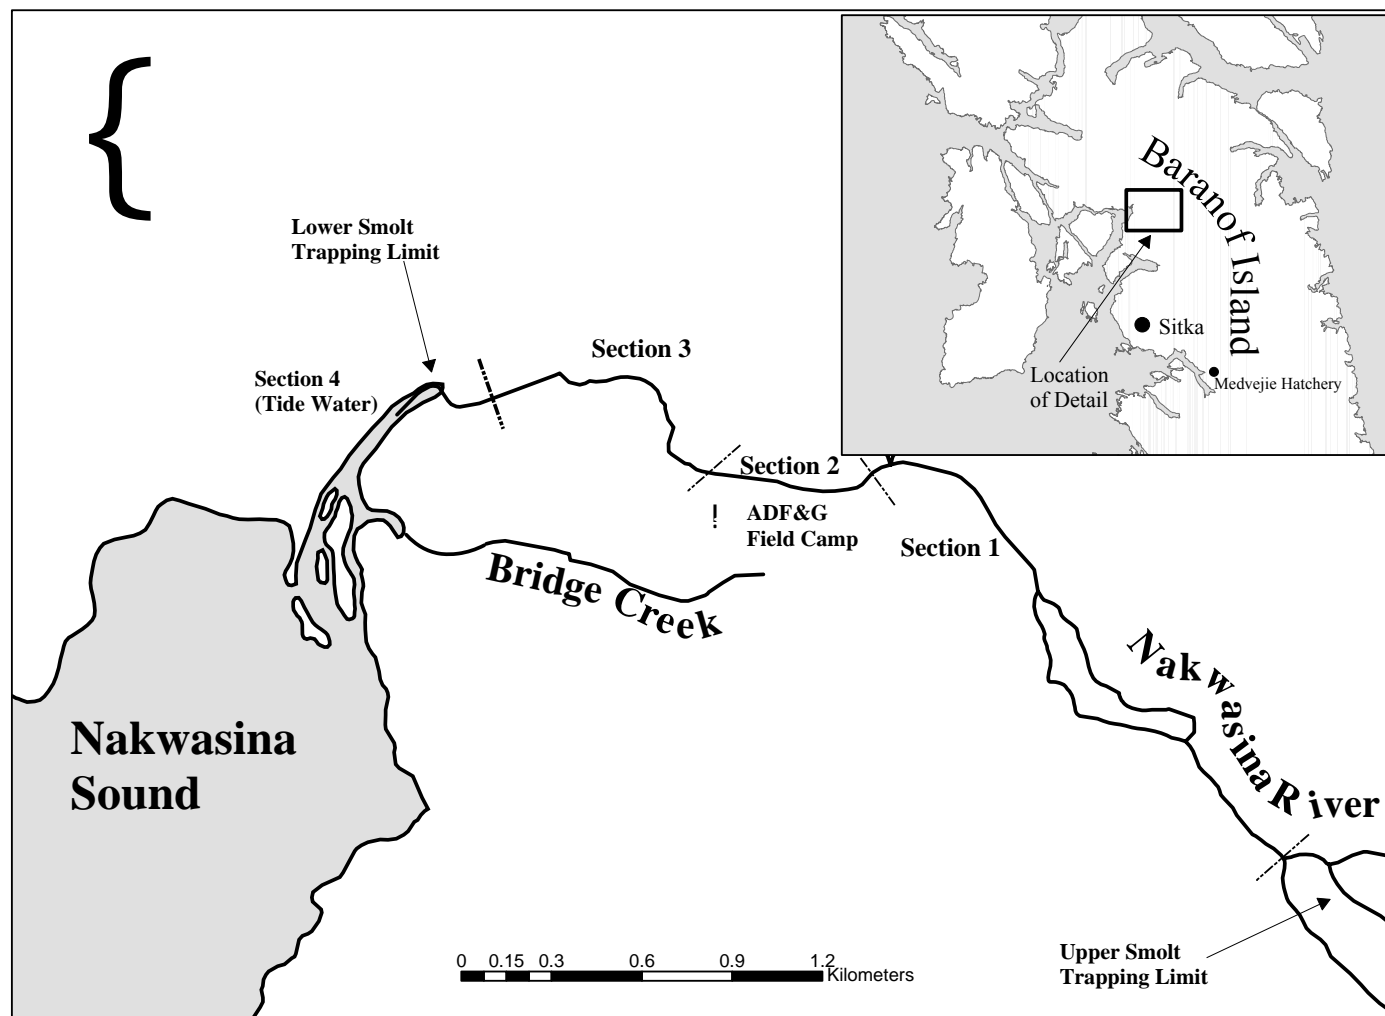 {
Baranof Island
Lower Smolt
Trapping Limit
Sitka
Section 3
Location
of Detail
Medvejie Hatchery
Section 4
(Tide Water)
Section 2
!
ADF&G
Field Camp
Section 1
Bridge Creek
Nakwasina River
Nakwasina
Sound
Upper Smolt
Trapping Limit
0 0.15 0.3 0.6 0.9 1.2
Kilometers